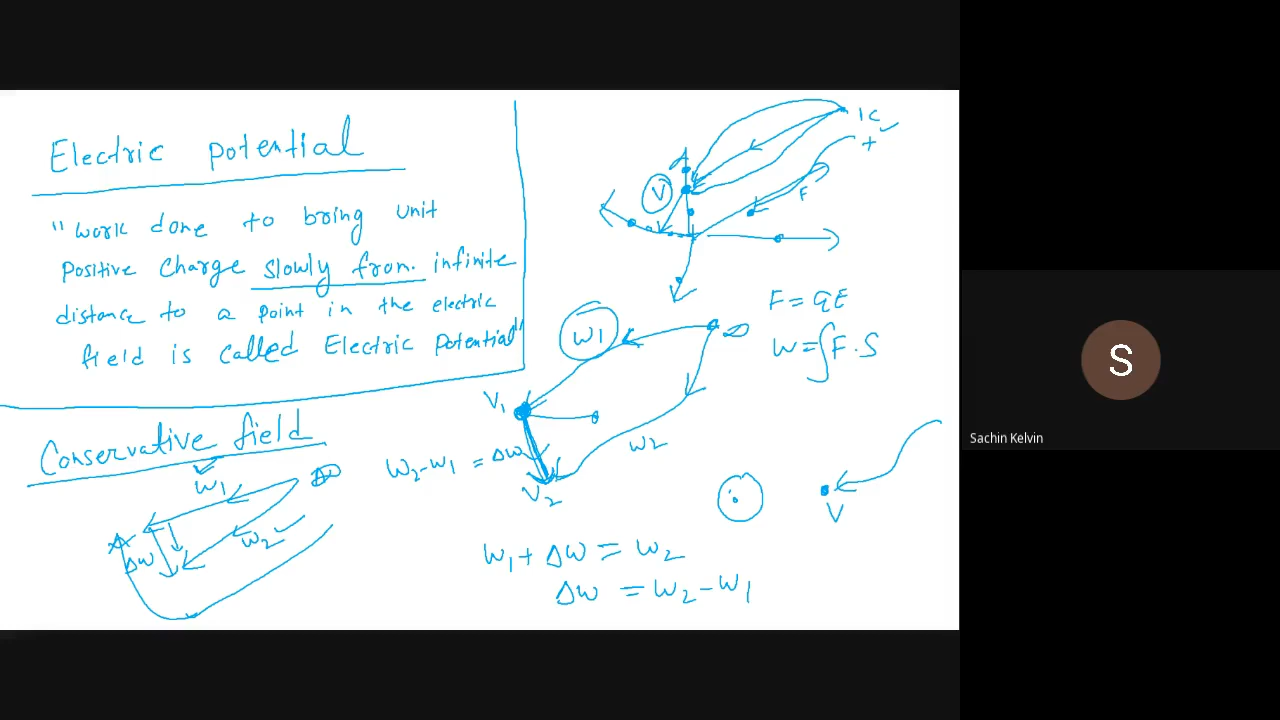 Electric potential
"Work done to bring unit
positive charge slowly from infinite
distance to a point in the electric
field is called Electric Potential"
1C
+
V
F
F = qE
W = ∫F.S
W1
∞
V1
W2
W2-W1 = ΔW
V2
Conservative field
W1
∞
ΔW
W2
V
W1 + ΔW = W2
ΔW = W2-W1
S
Sachin Kelvin